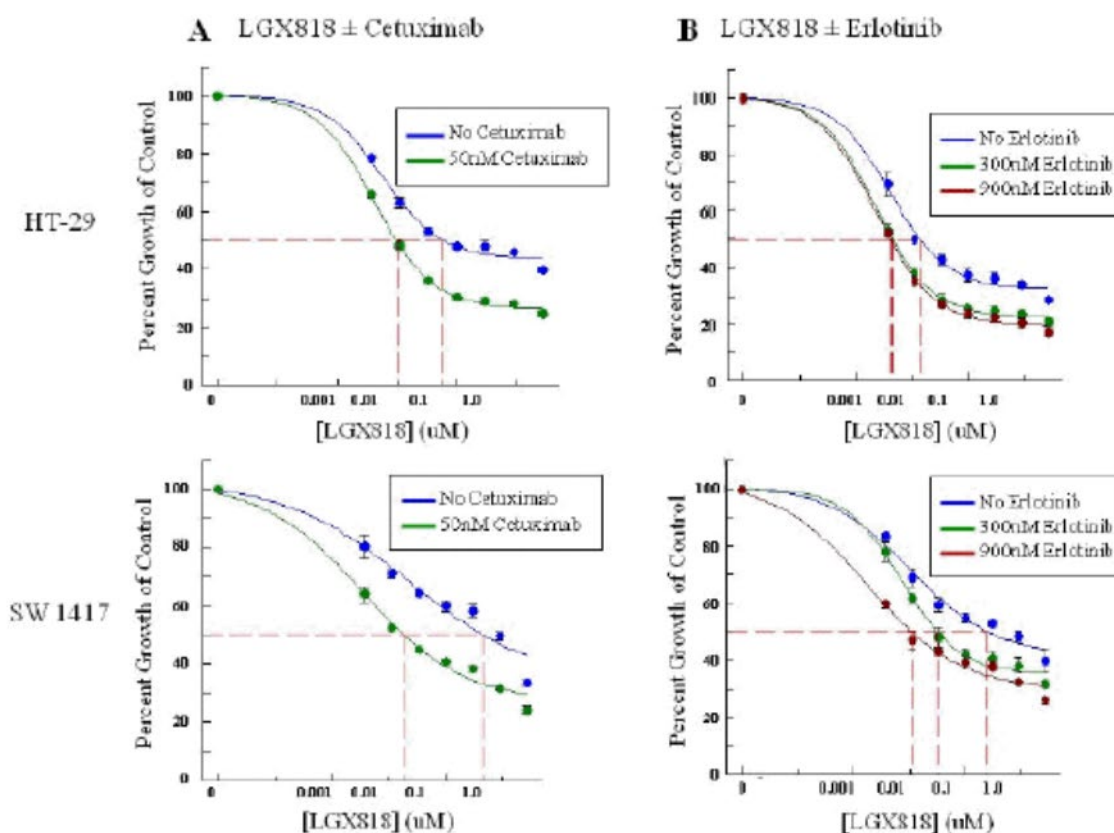 A LGX818 ± Cetuximab
B LGX818 ± Erlotinib
HT-29
Percent Growth of Control
100
80
60
40
20
0
No Cetuximab
50nM Cetuximab
0 0.001 0.01 0.1 1.0
[LGX818] (uM)
Percent Growth of Control
100
80
60
40
20
0
No Erlotinib
300nM Erlotinib
900nM Erlotinib
0 0.001 0.01 0.1 1.0
[LGX818] (uM)
SW 1417
Percent Growth of Control
100
80
60
40
20
0
No Cetuximab
50nM Cetuximab
0 0.001 0.01 0.1 1.0
[LGX818] (uM)
Percent Growth of Control
100
80
60
40
20
0
No Erlotinib
300nM Erlotinib
900nM Erlotinib
0 0.001 0.01 0.1 1.0
[LGX818] (uM)